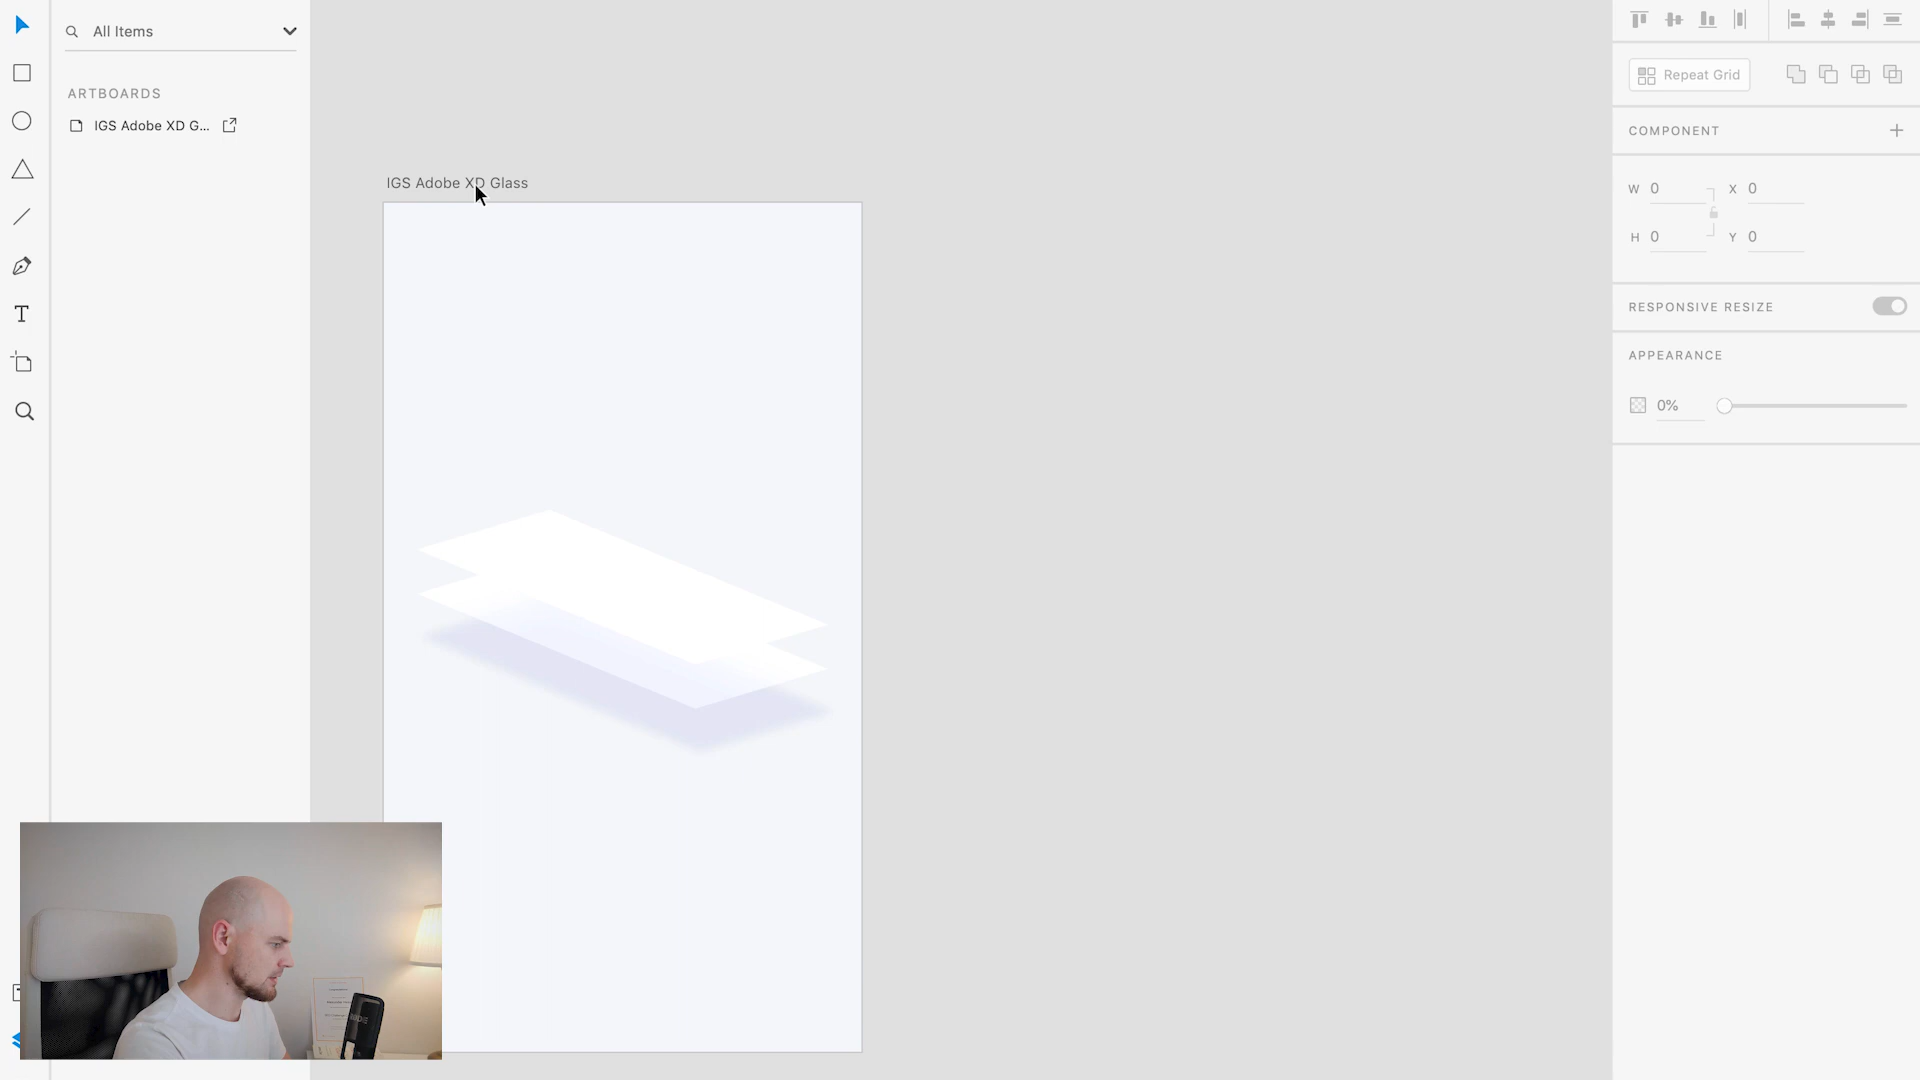 All Items
ARTBOARDS
IGS Adobe XD G...
IGS Adobe XD Glass
Repeat Grid
COMPONENT
W 0 X 0
H 0 Y 0
RESPONSIVE RESIZE
APPEARANCE
0%